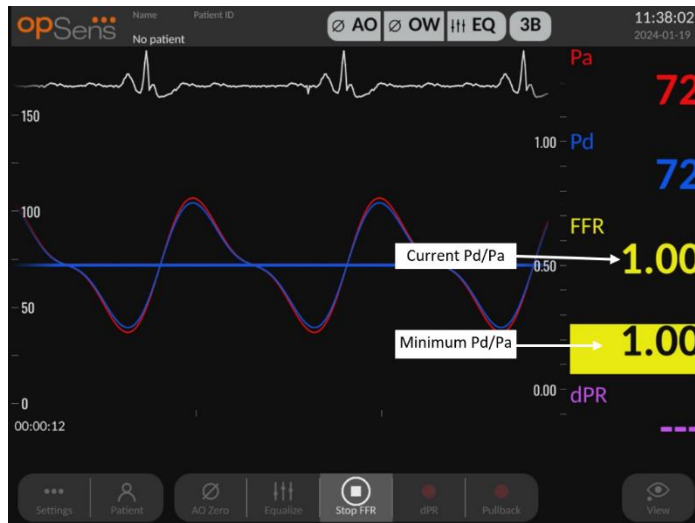 opSens
Name Patient ID
No patient
Ø AO Ø OW EQ 3B
11:38:02
2024-01-19
Pa
72
150
1.00
Pd
72
100
FFR
Current Pd/Pa
0.50
1.00
50
Minimum Pd/Pa
1.00
0.00
dPR
0
00:00:12
---
Settings Patient AO Zero Equalize Stop FFR dPR Pullback View